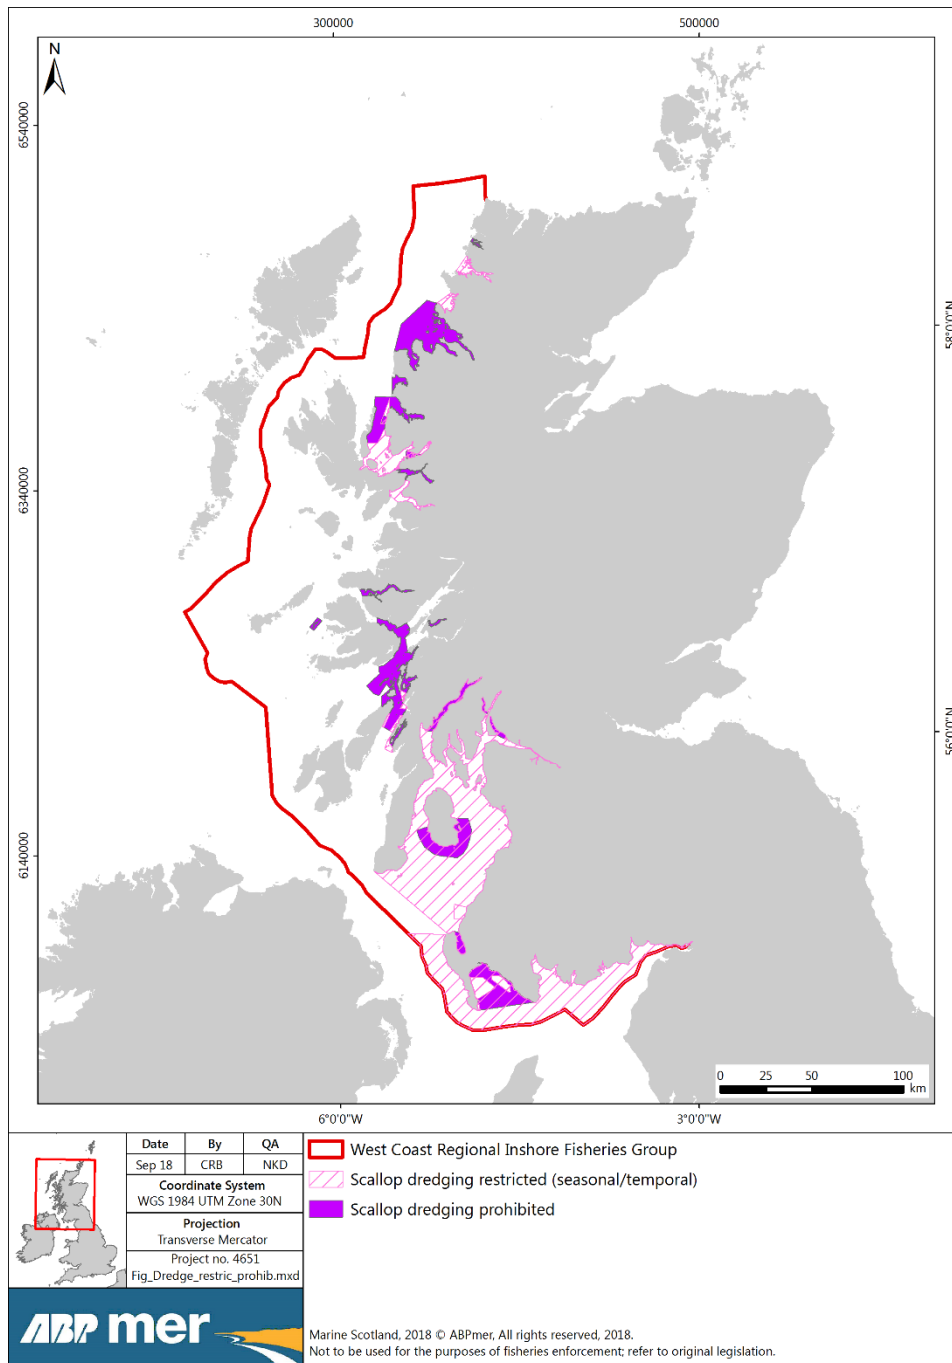 300000
500000
N
6540000
58°0'0"N
6340000
56°0'0"N
6140000
0 25 50 100
km
6°0'0"W
3°0'0"W
Date By QA
Sep 18 CRB NKD
Coordinate System
WGS 1984 UTM Zone 30N
Projection
Transverse Mercator
Project no. 4651
Fig_Dredge_restric_prohib.mxd
West Coast Regional Inshore Fisheries Group
Scallop dredging restricted (seasonal/temporal)
Scallop dredging prohibited
ABPmer
Marine Scotland, 2018 © ABPmer, All rights reserved, 2018.
Not to be used for the purposes of fisheries enforcement; refer to original legislation.